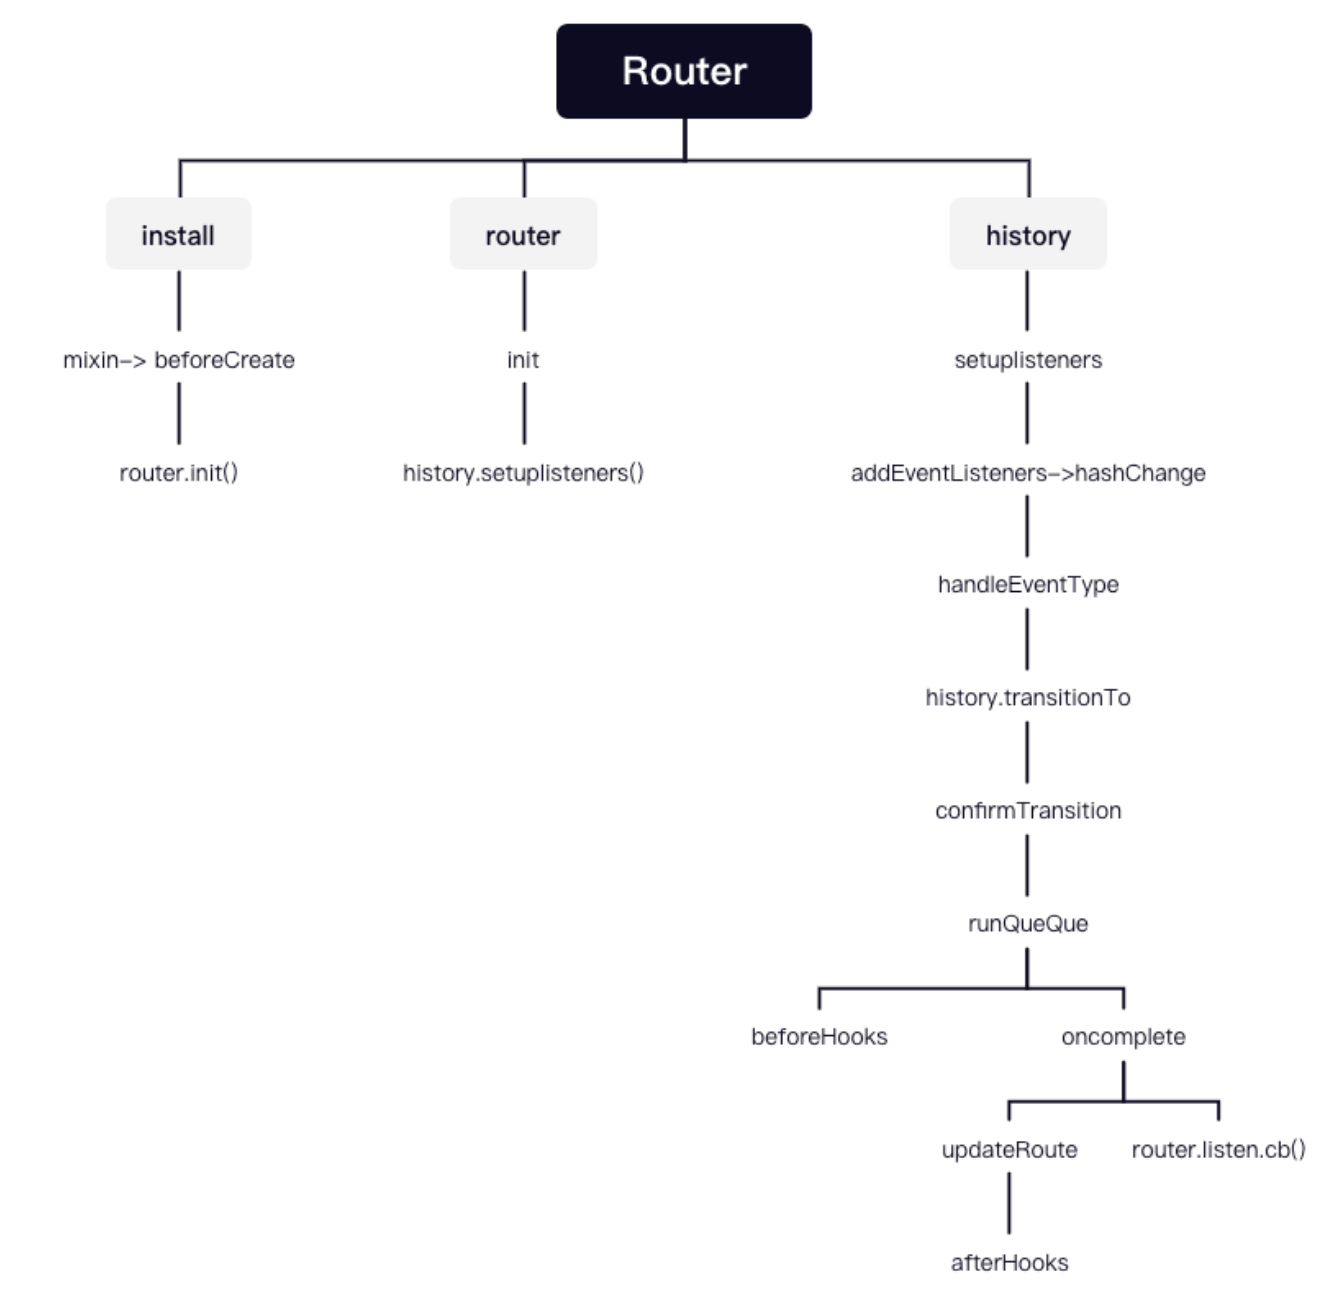 Router
install
router
history
mixin–> beforeCreate
init
setuplisteners
router.init()
history.setuplisteners()
addEventListeners–>hashChange
handleEventType
history.transitionTo
confirmTransition
runQueQue
beforeHooks
oncomplete
updateRoute
router.listen.cb()
afterHooks